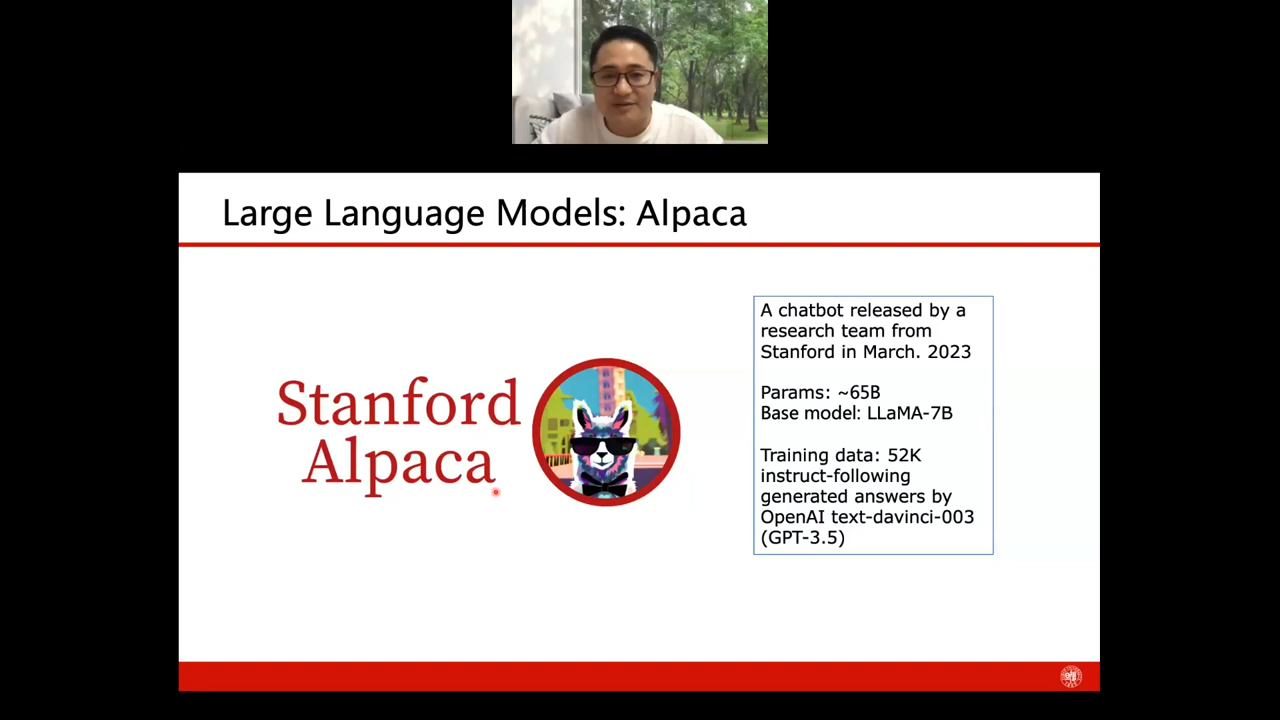 Large Language Models: Alpaca
Stanford
Alpaca
A chatbot released by a
research team from
Stanford in March. 2023
Params: ~65B
Base model: LLaMA-7B
Training data: 52K
instruct-following
generated answers by
OpenAI text-davinci-003
(GPT-3.5)